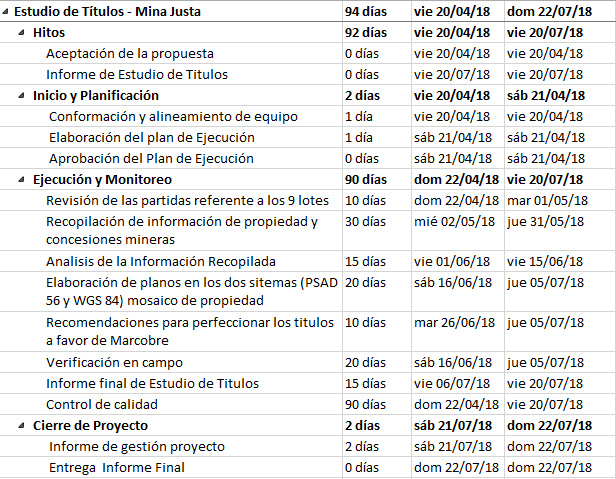 Estudio de Títulos - Mina Justa 94 días vie 20/04/18 dom 22/07/18
Hitos 92 días vie 20/04/18 vie 20/07/18
Aceptación de la propuesta 0 días vie 20/04/18 vie 20/04/18
Informe de Estudio de Titulos 0 días vie 20/07/18 vie 20/07/18
Inicio y Planificación 2 días vie 20/04/18 sáb 21/04/18
Conformación y alineamiento de equipo 1 día vie 20/04/18 vie 20/04/18
Elaboración del plan de Ejecución 1 día sáb 21/04/18 sáb 21/04/18
Aprobación del Plan de Ejecución 0 días sáb 21/04/18 sáb 21/04/18
Ejecución y Monitoreo 90 días dom 22/04/18 vie 20/07/18
Revisión de las partidas referente a los 9 lotes 10 días dom 22/04/18 mar 01/05/18
Recopilación de información de propiedad y 30 días mié 02/05/18 jue 31/05/18
concesiones mineras
Analisis de la Información Recopilada 15 días vie 01/06/18 vie 15/06/18
Elaboración de planos en los dos sitemas (PSAD 20 días sáb 16/06/18 jue 05/07/18
56 y WGS 84) mosaico de propiedad
Recomendaciones para perfeccionar los titulos 10 días mar 26/06/18 jue 05/07/18
a favor de Marcobre
Verificación en campo 20 días sáb 16/06/18 jue 05/07/18
Informe final de Estudio de Titulos 15 días vie 06/07/18 vie 20/07/18
Control de calidad 90 días dom 22/04/18 vie 20/07/18
Cierre de Proyecto 2 días sáb 21/07/18 dom 22/07/18
Informe de gestión proyecto 2 días sáb 21/07/18 dom 22/07/18
Entrega Informe Final 0 días dom 22/07/18 dom 22/07/18